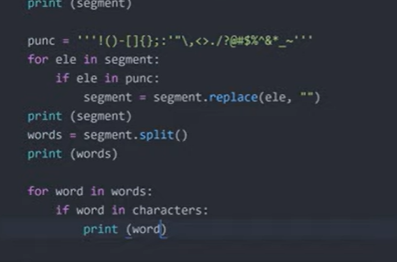 print (segment)
punc = '''!()-[]{};:'"\,<>./?@#$%^&*_~'''
for ele in segment:
    if ele in punc:
        segment = segment.replace(ele, "")
print (segment)
words = segment.split()
print (words)
for word in words:
    if word in characters:
        print (word)